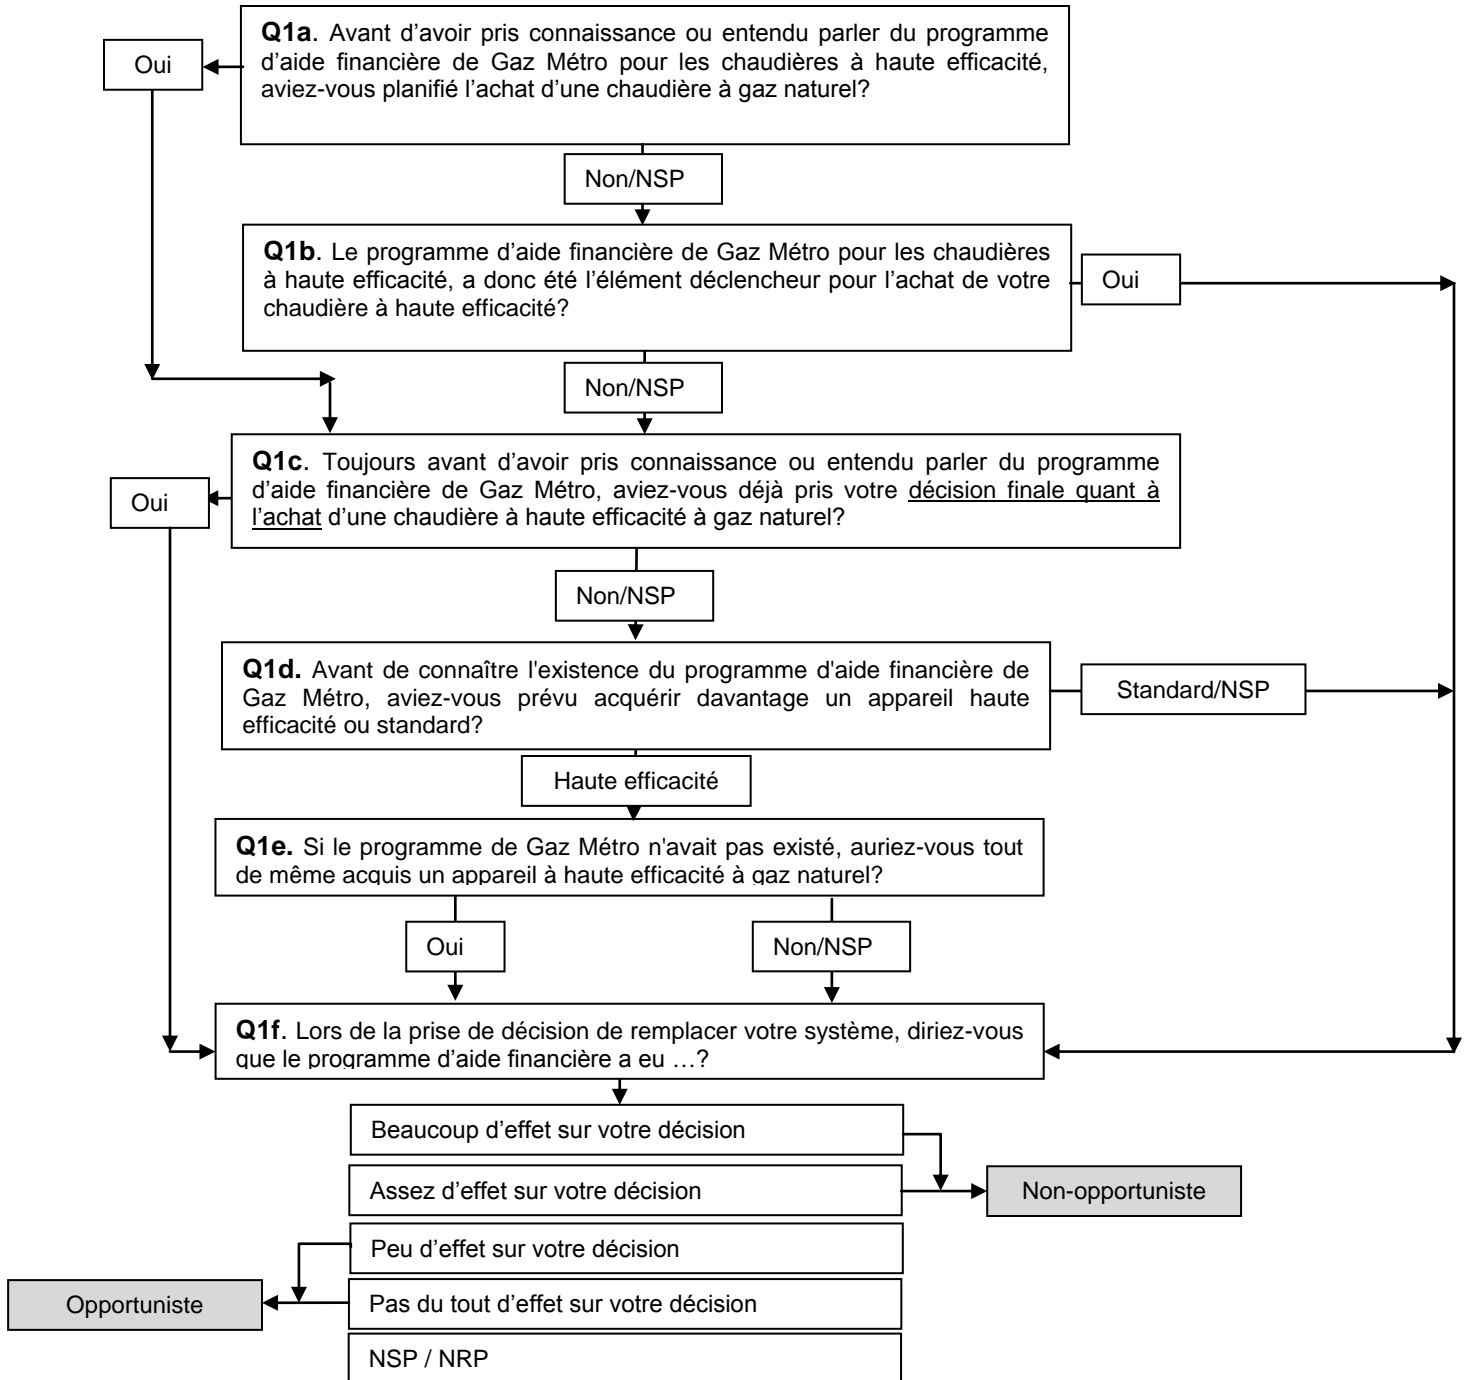 Q1a. Avant d'avoir pris connaissance ou entendu parler du programme
d'aide financière de Gaz Métro pour les chaudières à haute efficacité,
aviez-vous planifié l'achat d'une chaudière à gaz naturel?
Oui
Non/NSP
Q1b. Le programme d'aide financière de Gaz Métro pour les chaudières
à haute efficacité, a donc été l'élément déclencheur pour l'achat de votre
chaudière à haute efficacité?
Oui
Non/NSP
Q1c. Toujours avant d'avoir pris connaissance ou entendu parler du programme
d'aide financière de Gaz Métro, aviez-vous déjà pris votre décision finale quant à
l'achat d'une chaudière à haute efficacité à gaz naturel?
Oui
Non/NSP
Q1d. Avant de connaître l'existence du programme d'aide financière de
Gaz Métro, aviez-vous prévu acquérir davantage un appareil haute
efficacité ou standard?
Standard/NSP
Haute efficacité
Q1e. Si le programme de Gaz Métro n'avait pas existé, auriez-vous tout
de même acquis un appareil à haute efficacité à gaz naturel?
Oui
Non/NSP
Q1f. Lors de la prise de décision de remplacer votre système, diriez-vous
que le programme d'aide financière a eu …?
Beaucoup d'effet sur votre décision
Assez d'effet sur votre décision
Non-opportuniste
Peu d'effet sur votre décision
Opportuniste
Pas du tout d'effet sur votre décision
NSP / NRP